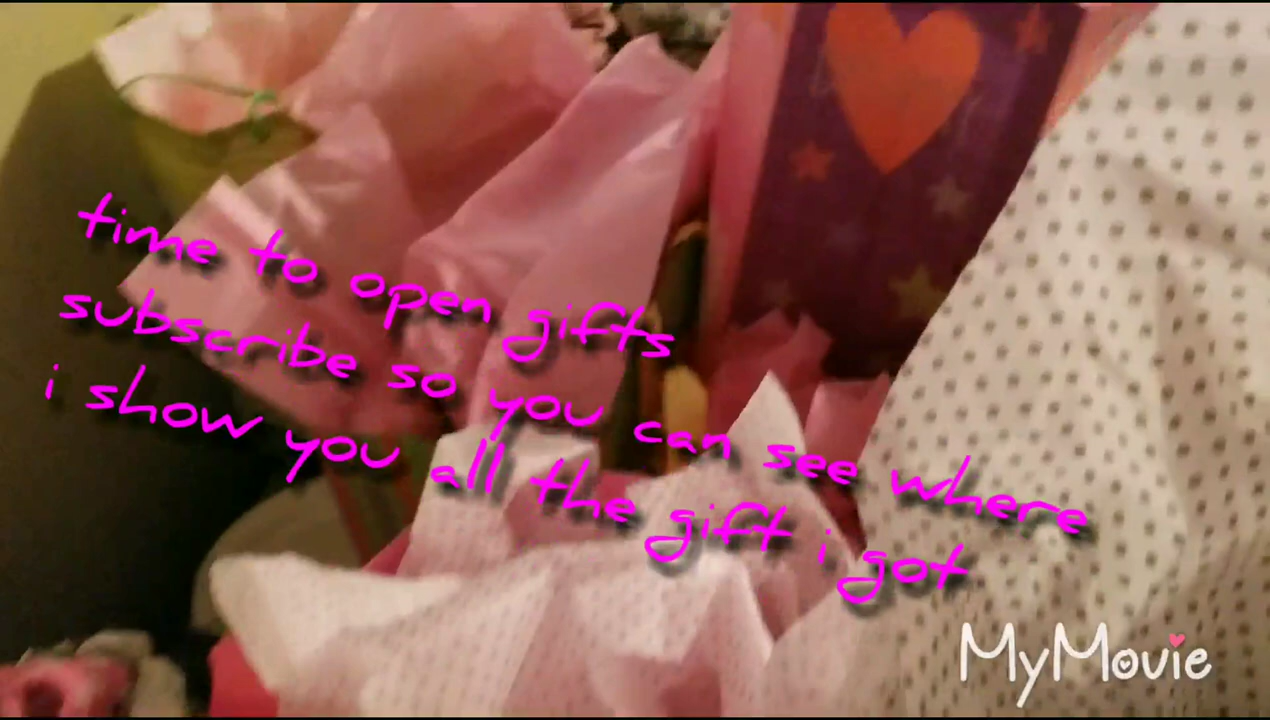 time to open gifts
subscribe so you can see where
i show you all the gift i got
MyMovie